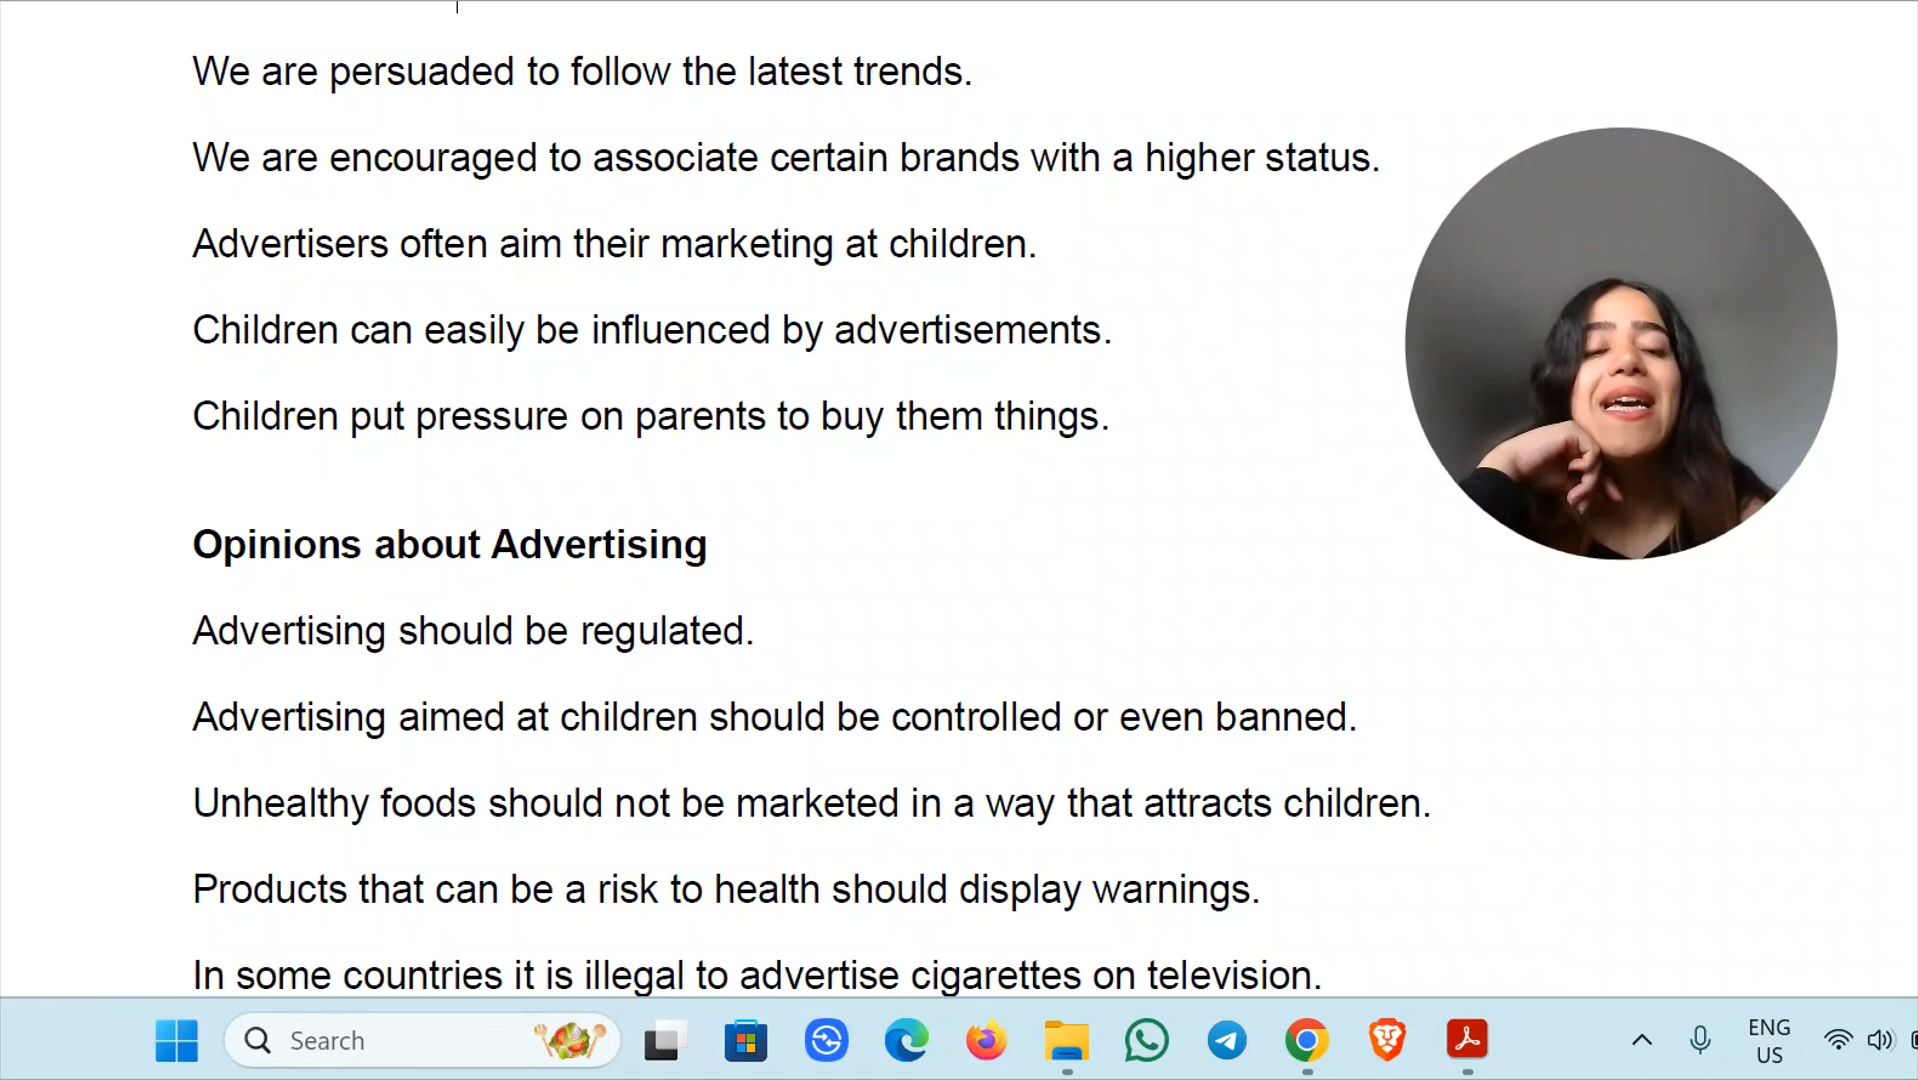 We are persuaded to follow the latest trends.
We are encouraged to associate certain brands with a higher status.
Advertisers often aim their marketing at children.
Children can easily be influenced by advertisements.
Children put pressure on parents to buy them things.
Opinions about Advertising
Advertising should be regulated.
Advertising aimed at children should be controlled or even banned.
Unhealthy foods should not be marketed in a way that attracts children.
Products that can be a risk to health should display warnings.
In some countries it is illegal to advertise cigarettes on television.
Search
ENG
US